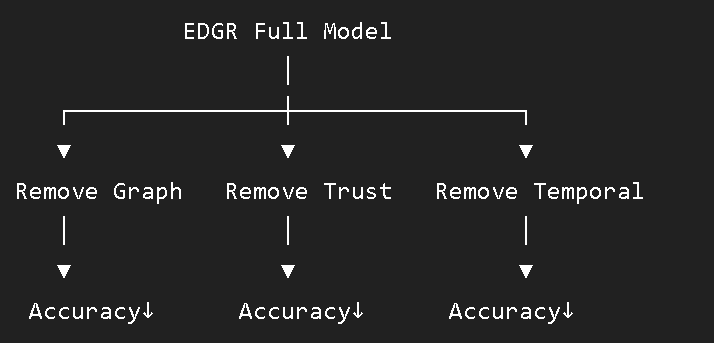 EDGR Full Model
Remove Graph Remove Trust Remove Temporal
Accuracy↓ Accuracy↓ Accuracy↓